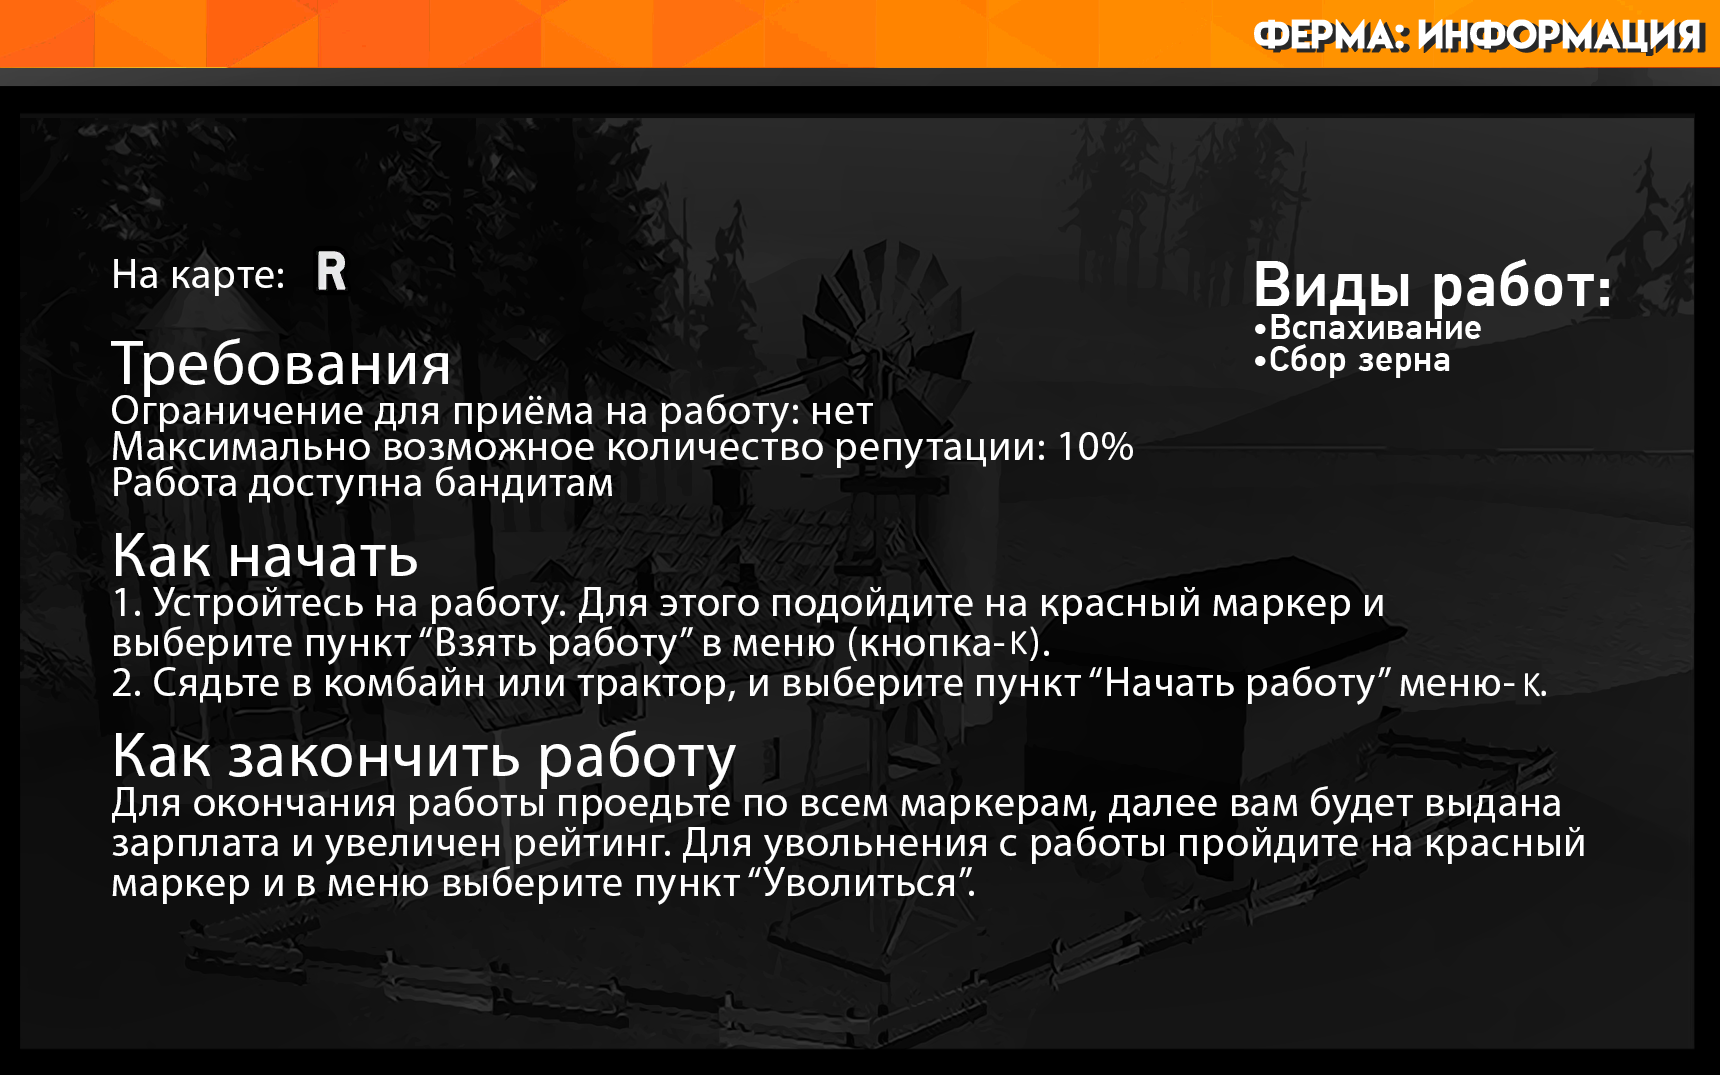 ФЕРМА: ИНФОРМАЦИЯ
На карте: R
Виды работ:
•Вспахивание
•Сбор зерна
Требования
Ограничение для приёма на работу: нет
Максимально возможное количество репутации: 10%
Работа доступна бандитам
Как начать
1. Устройтесь на работу. Для этого подойдите на красный маркер и
выберите пункт “Взять работу” в меню (кнопка- К).
2. Сядьте в комбайн или трактор, и выберите пункт “Начать работу” меню- К.
Как закончить работу
Для окончания работы проедьте по всем маркерам, далее вам будет выдана
зарплата и увеличен рейтинг. Для увольнения с работы пройдите на красный
маркер и в меню выберите пункт “Уволиться”.